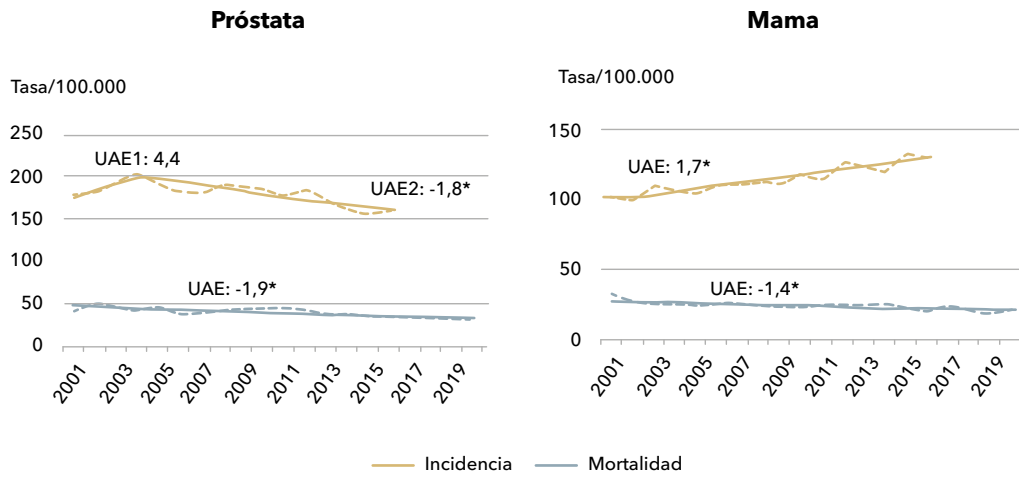 Próstata
Tasa/100.000
250
200
150
100
50
0
UAE1: 4,4
UAE2: -1,8*
UAE: -1,9*
2001
2003
2005
2007
2009
2011
2013
2015
2017
2019
Mama
Tasa/100.000
150
100
50
0
UAE: 1,7*
UAE: -1,4*
2001
2003
2005
2007
2009
2011
2013
2015
2017
2019
Incidencia
Mortalidad